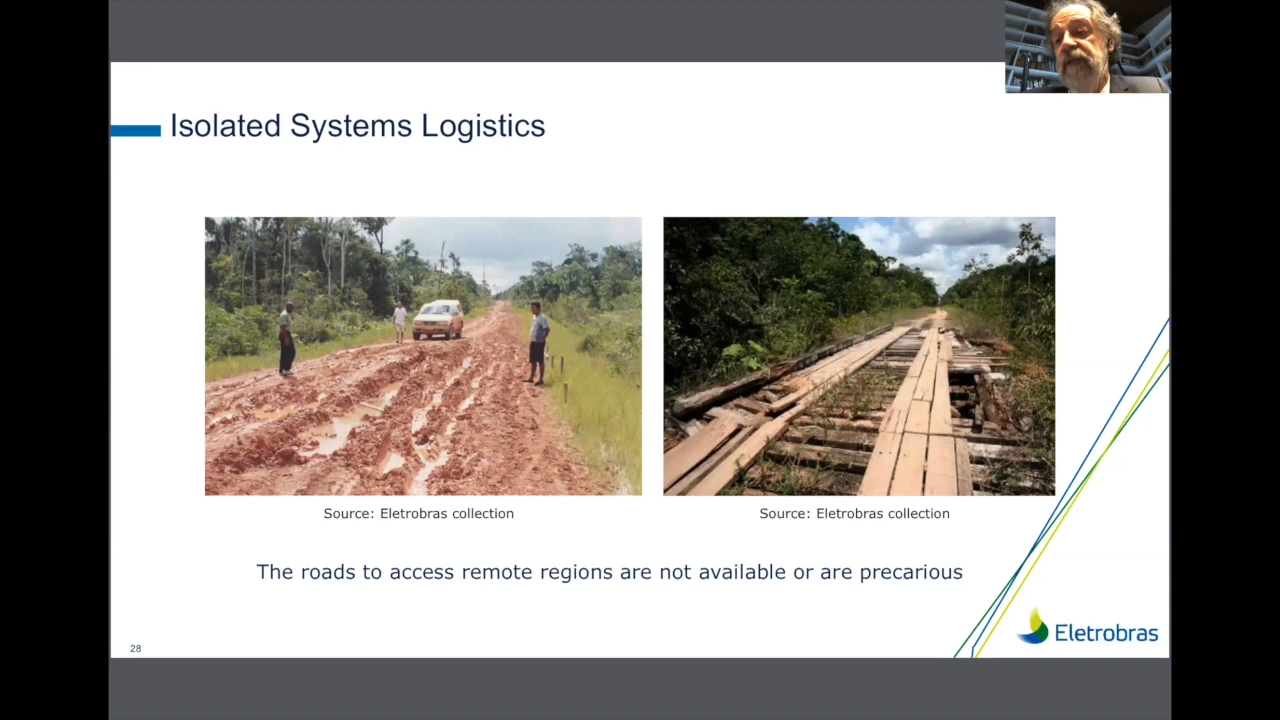 Isolated Systems Logistics
Source: Eletrobras collection
Source: Eletrobras collection
The roads to access remote regions are not available or are precarious
28
Eletrobras